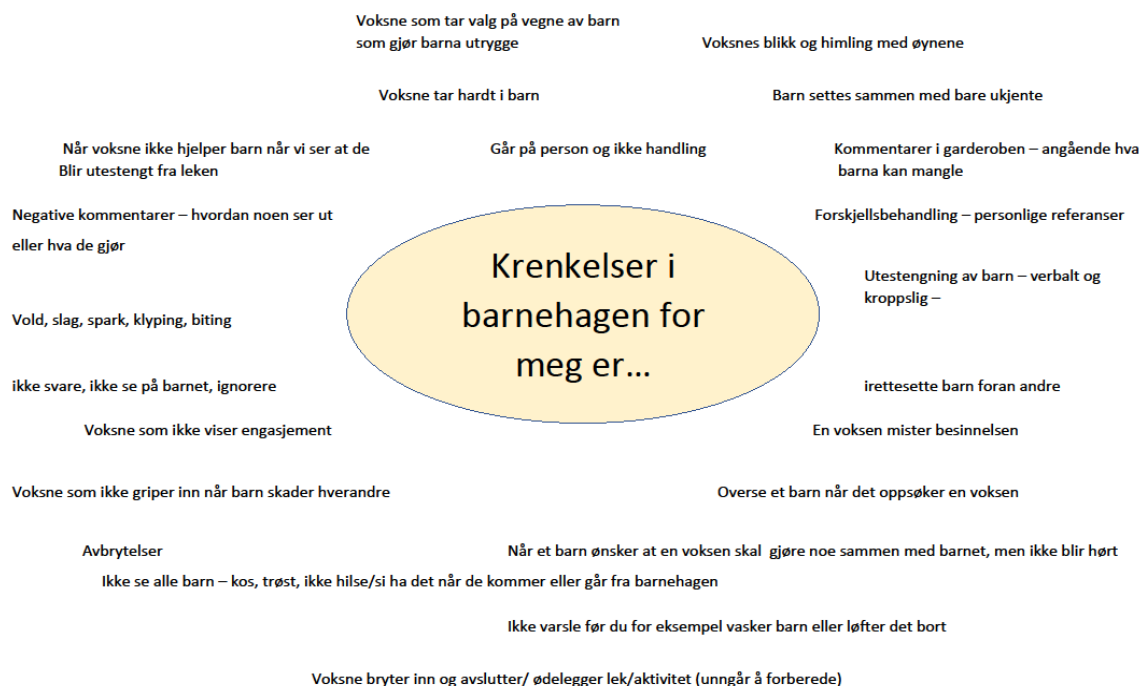 Voksne som tar valg på vegne av barn
som gjør barna utrygge
Voksnes blikk og himling med øynene
Voksne tar hardt i barn
Barn settes sammen med bare ukjente
Når voksne ikke hjelper barn når vi ser at de
Blir utestengt fra leken
Går på person og ikke handling
Kommentarer i garderoben – angående hva
barna kan mangle
Negative kommentarer – hvordan noen ser ut
eller hva de gjør
Forskjellsbehandling – personlige referanser
Krenkelser i
barnehagen for
meg er...
Utestengning av barn – verbalt og
kroppslig –
Vold, slag, spark, klyping, biting
ikke svare, ikke se på barnet, ignorere
irettesette barn foran andre
Voksne som ikke viser engasjement
En voksen mister besinnelsen
Voksne som ikke griper inn når barn skader hverandre
Overse et barn når det oppsøker en voksen
Avbrytelser
Når et barn ønsker at en voksen skal gjøre noe sammen med barnet, men ikke blir hørt
Ikke se alle barn – kos, trøst, ikke hilse/si ha det når de kommer eller går fra barnehagen
Ikke varsle før du for eksempel vasker barn eller løfter det bort
Voksne bryter inn og avslutter/ ødelegger lek/aktivitet (unngår å forberede)